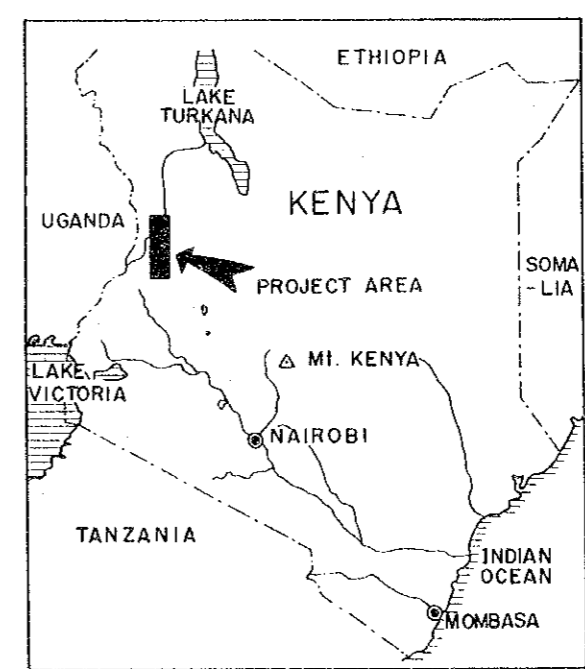 ETHIOPIA
LAKE
TURKANA
KENYA
UGANDA
PROJECT AREA
SOMA
-LIA
MT. KENYA
LAKE
VICTORIA
NAIROBI
TANZANIA
INDIAN
OCEAN
MOMBASA